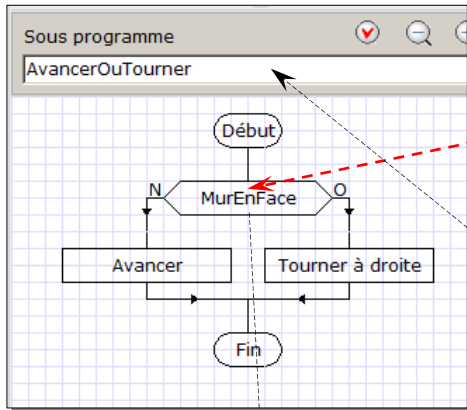 Sous programme
AvancerOuTourner
Début
N MurEnFace O
Avancer Tourner à droite
Fin